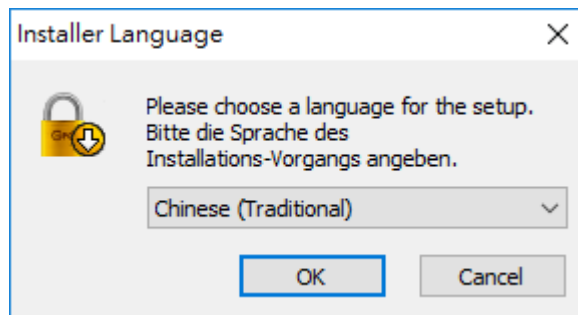 Installer Language
Please choose a language for the setup.
Bitte die Sprache des
Installations-Vorgangs angeben.
Chinese (Traditional)
OK
Cancel